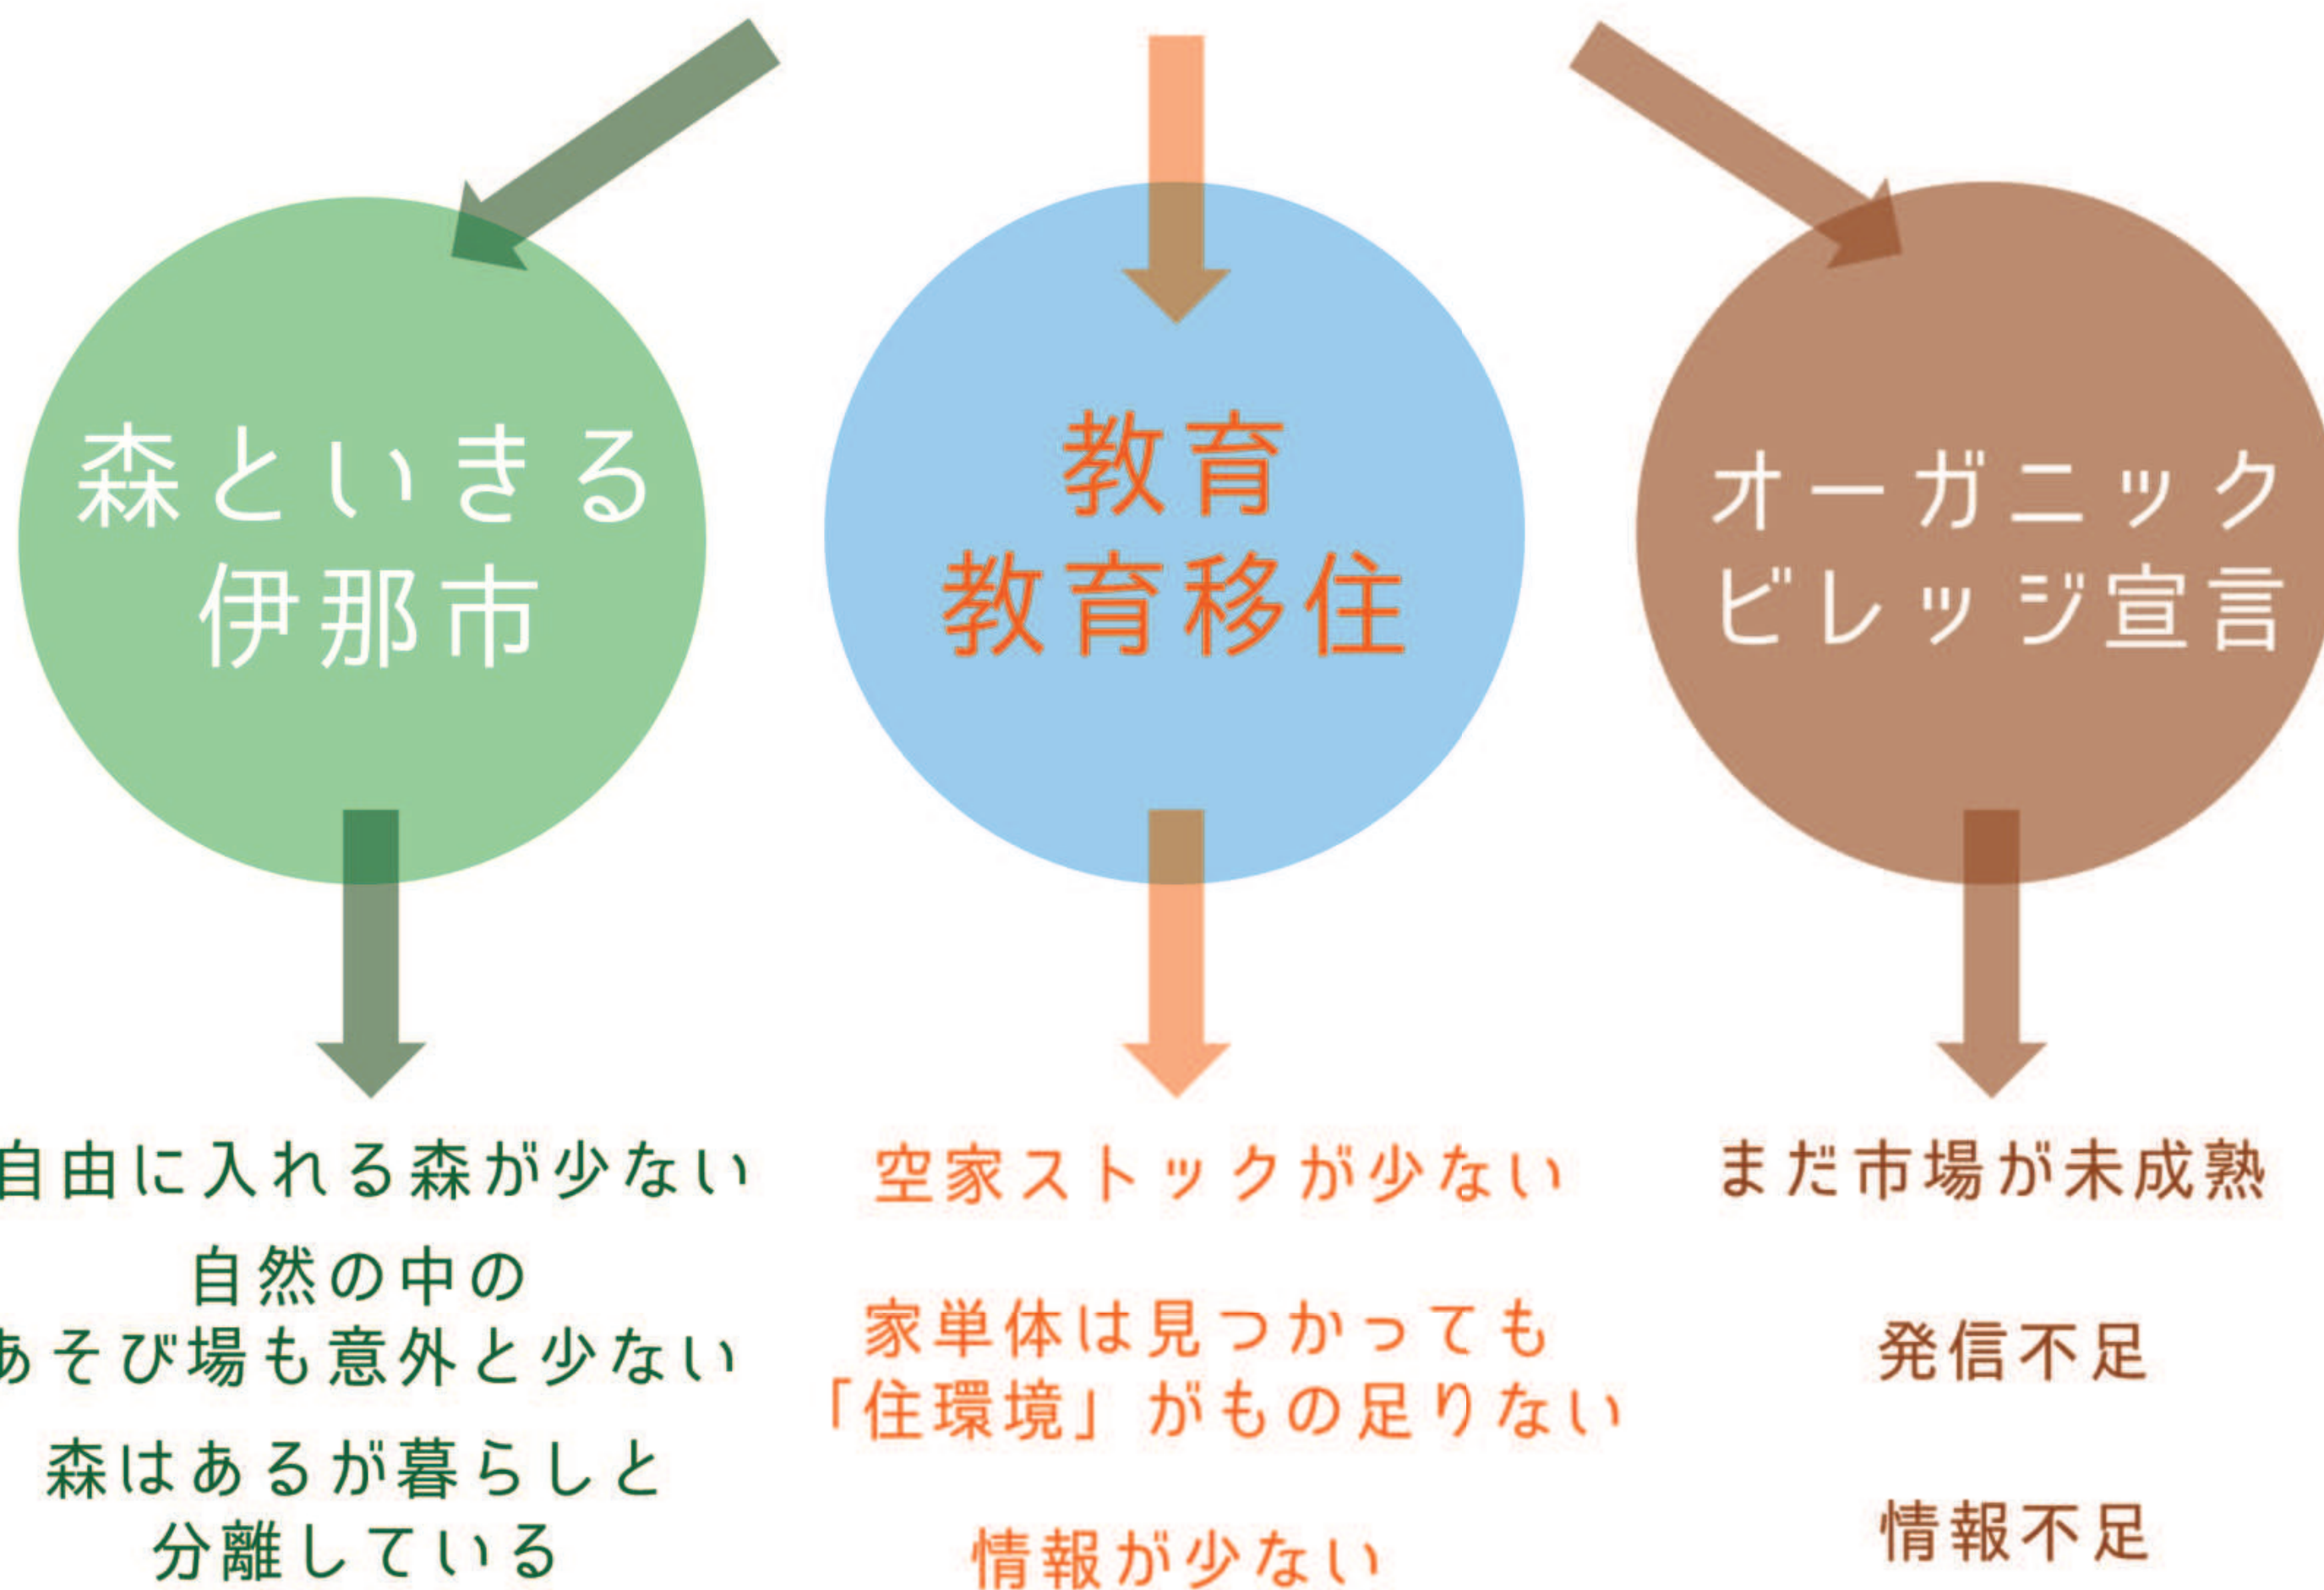 森といきる
伊那市
教育
教育移住
オーガニック
ビレッジ宣言
自由に入れる森が少ない
自然の中の
あそび場も意外と少ない
森はあるが暮らしと
分離している
空家ストックが少ない
家単体は見つかっても
「住環境」がもの足りない
情報が少ない
まだ市場が未成熟
発信不足
情報不足